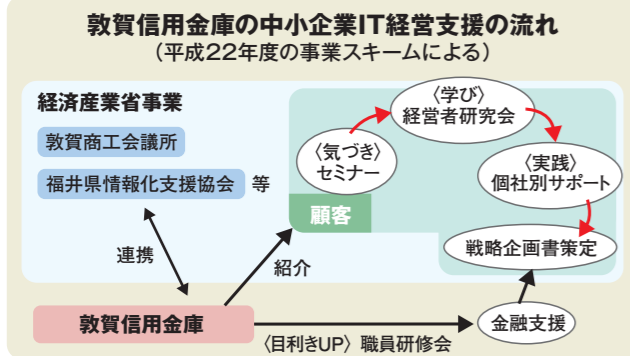 敦賀信用金庫の中小企業IT経営支援の流れ
（平成22年度の事業スキームによる）
経済産業省事業
敦賀商工会議所
福井県情報化支援協会 等
〈気づき〉
セミナー
〈学び〉
経営者研究会
〈実践〉
個社別サポート
顧客
戦略企画書策定
連携
紹介
敦賀信用金庫
〈目利きUP〉 職員研修会
金融支援